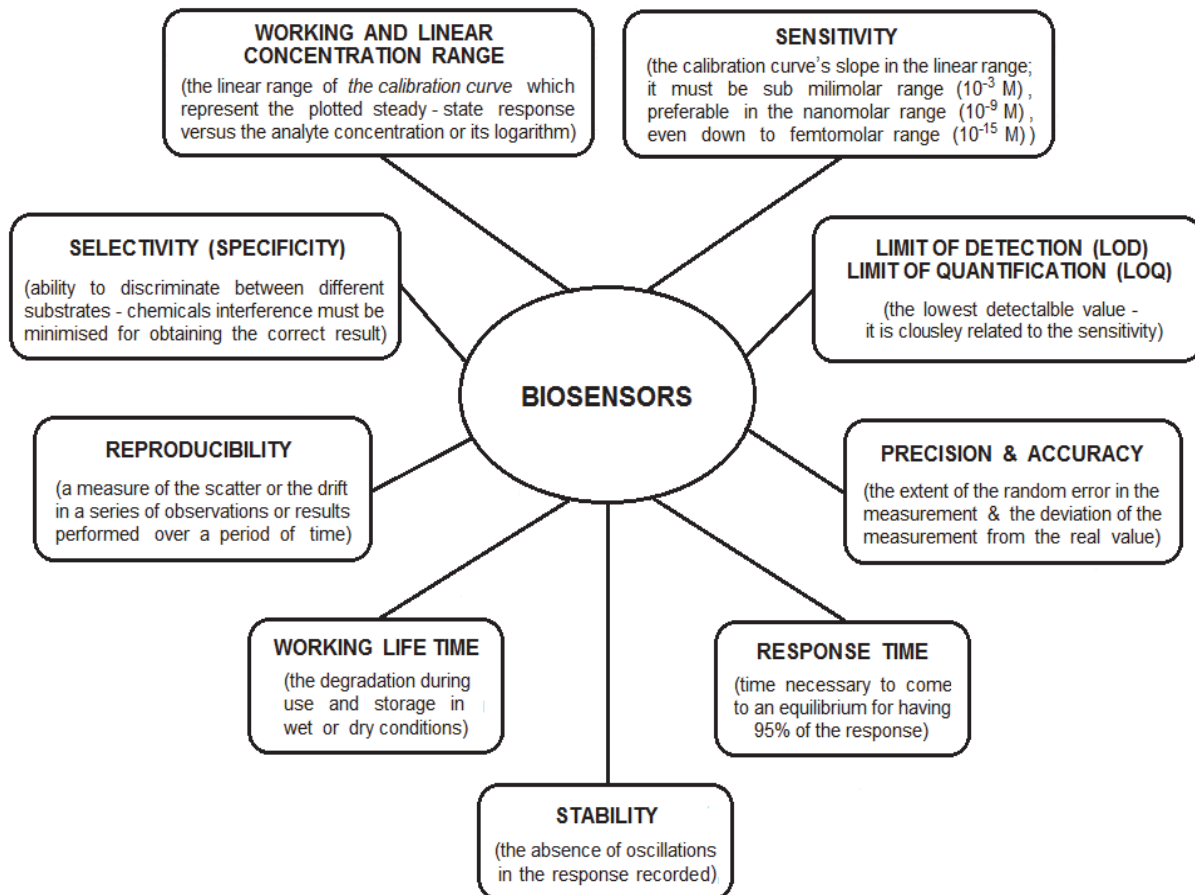 WORKING AND LINEAR
CONCENTRATION RANGE
(the linear range of the calibration curve which
represent the plotted steady - state response
versus the analyte concentration or its logarithm)
SENSITIVITY
(the calibration curve's slope in the linear range;
it must be sub milimolar range (10⁻³ M),
preferable in the nanomolar range (10⁻⁹ M),
even down to femtomolar range (10⁻¹⁵ M))
SELECTIVITY (SPECIFICITY)
(ability to discriminate between different
substrates - chemicals interference must be
minimised for obtaining the correct result)
LIMIT OF DETECTION (LOD)
LIMIT OF QUANTIFICATION (LOQ)
(the lowest detectalble value -
it is clousley related to the sensitivity)
BIOSENSORS
REPRODUCIBILITY
(a measure of the scatter or the drift
in a series of observations or results
performed over a period of time)
PRECISION & ACCURACY
(the extent of the random error in the
measurement & the deviation of the
measurement from the real value)
WORKING LIFE TIME
(the degradation during
use and storage in
wet or dry conditions)
RESPONSE TIME
(time necessary to come
to an equilibrium for having
95% of the response)
STABILITY
(the absence of oscillations
in the response recorded)